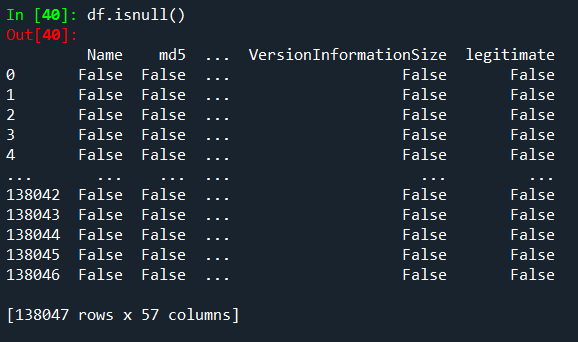 In [40]: df.isnull()
Out[40]:
Name md5 ... VersionInformationSize legitimate
0 False False ... False False
1 False False ... False False
2 False False ... False False
3 False False ... False False
4 False False ... False False
... ... ... ... ... ...
138042 False False ... False False
138043 False False ... False False
138044 False False ... False False
138045 False False ... False False
138046 False False ... False False
[138047 rows x 57 columns]